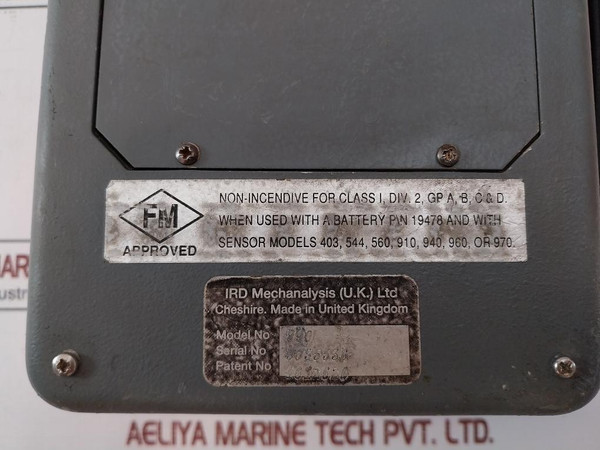 FM
APPROVED
NON-INCENDIVE FOR CLASS I, DIV. 2, GP A, B, C & D.
WHEN USED WITH A BATTERY P/N 19478 AND WITH
SENSOR MODELS 403, 544, 560, 910, 940, 960, OR 970.
IRD Mechanalysis (U.K.) Ltd
Cheshire. Made in United Kingdom
Model No
Serial No
Patent No
AELIYA MARINE TECH PVT. LTD.